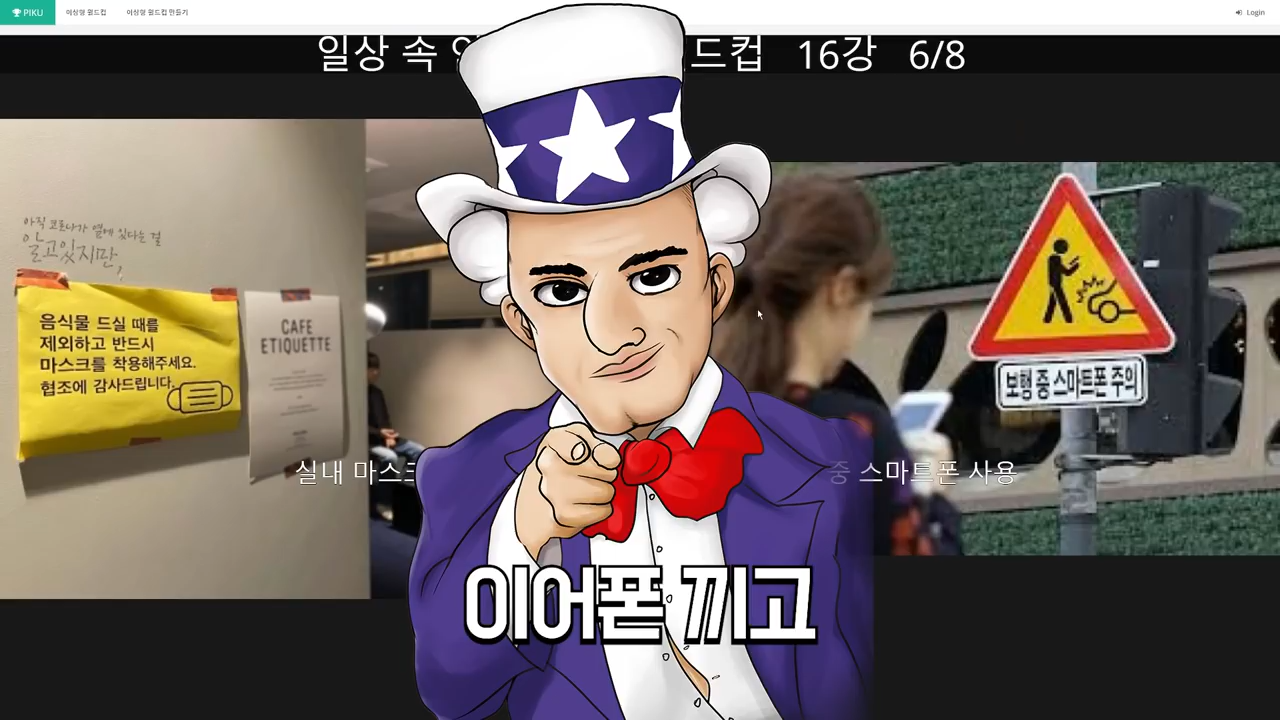 PIKU
이상형 월드컵
이상형 월드컵 만들기
Login
일상 속
드컵 16강 6/8
아직 코로나가 옆에 있다는 걸
알고있지만,
음식물 드실 때를
제외하고 반드시
마스크를 착용해주세요.
협조에 감사드립니다.
CAFE
ETIQUETTE
보행 중 스마트폰 주의
실내 마스크
중 스마트폰 사용
이어폰 끼고